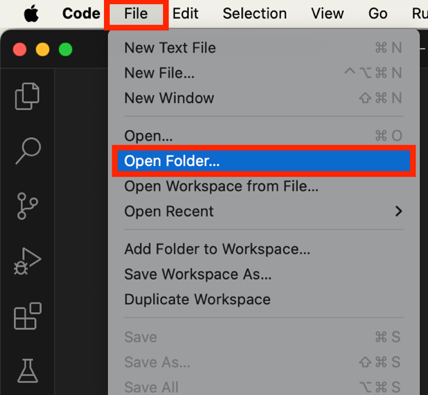 Code File Edit Selection View Go Ru
New Text File ⌘ N
New File... ⌃⌥⌘ N
New Window ⇧⌘ N
Open... ⌘ O
Open Folder...
Open Workspace from File...
Open Recent >
Add Folder to Workspace...
Save Workspace As...
Duplicate Workspace
Save ⌘ S
Save As... ⇧⌘ S
Save All ⌥⌘ S